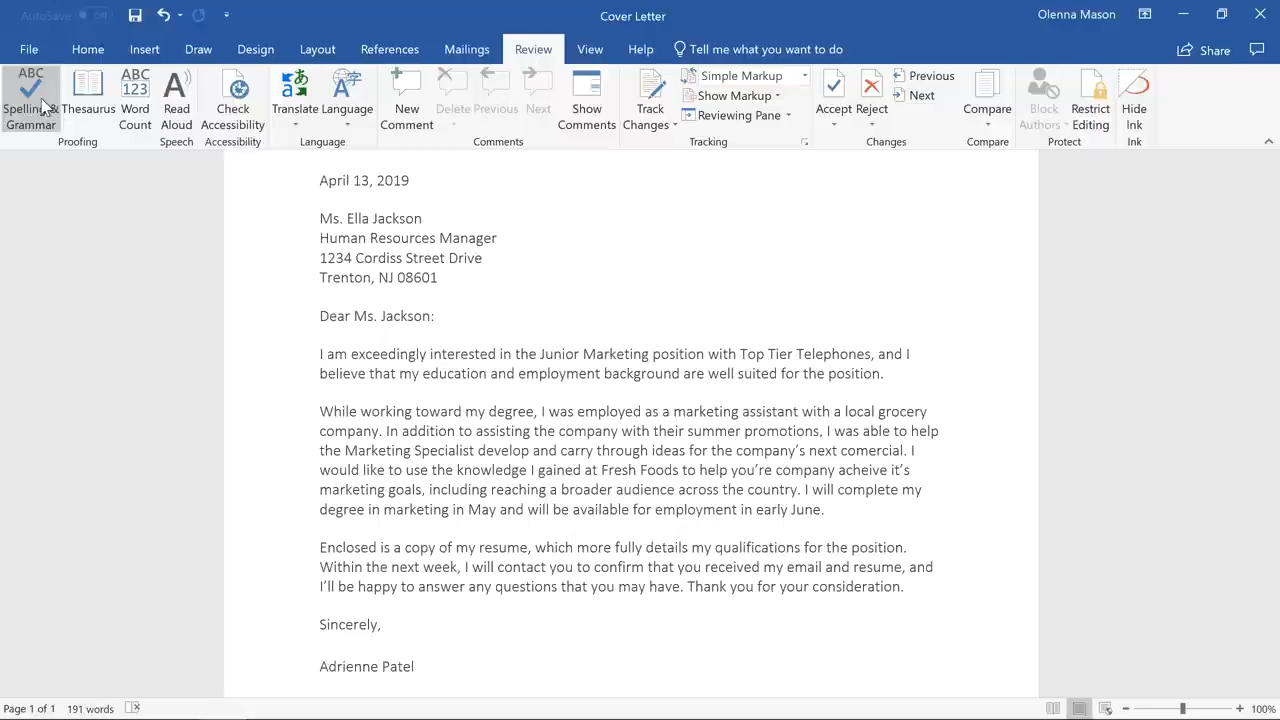 AutoSave Off Cover Letter Olenna Mason
File Home Insert Draw Design Layout References Mailings Review View Help Tell me what you want to do Share
ABC ABC 123 A
Spelling & Grammar Thesaurus Word Count Read Aloud Check Accessibility Translate Language New Comment Delete Previous Next Show Comments Track Changes Simple Markup Show Markup Reviewing Pane Accept Reject Previous Next Compare Block Authors Restrict Editing Hide Ink
Proofing Speech Accessibility Language Comments Tracking Changes Compare Protect Ink
April 13, 2019
Ms. Ella Jackson
Human Resources Manager
1234 Cordiss Street Drive
Trenton, NJ 08601
Dear Ms. Jackson:
I am exceedingly interested in the Junior Marketing position with Top Tier Telephones, and I
believe that my education and employment background are well suited for the position.
While working toward my degree, I was employed as a marketing assistant with a local grocery
company. In addition to assisting the company with their summer promotions, I was able to help
the Marketing Specialist develop and carry through ideas for the company’s next comercial. I
would like to use the knowledge I gained at Fresh Foods to help you’re company acheive it’s
marketing goals, including reaching a broader audience across the country. I will complete my
degree in marketing in May and will be available for employment in early June.
Enclosed is a copy of my resume, which more fully details my qualifications for the position.
Within the next week, I will contact you to confirm that you received my email and resume, and
I’ll be happy to answer any questions that you may have. Thank you for your consideration.
Sincerely,
Adrienne Patel
Page 1 of 1 191 words 100%